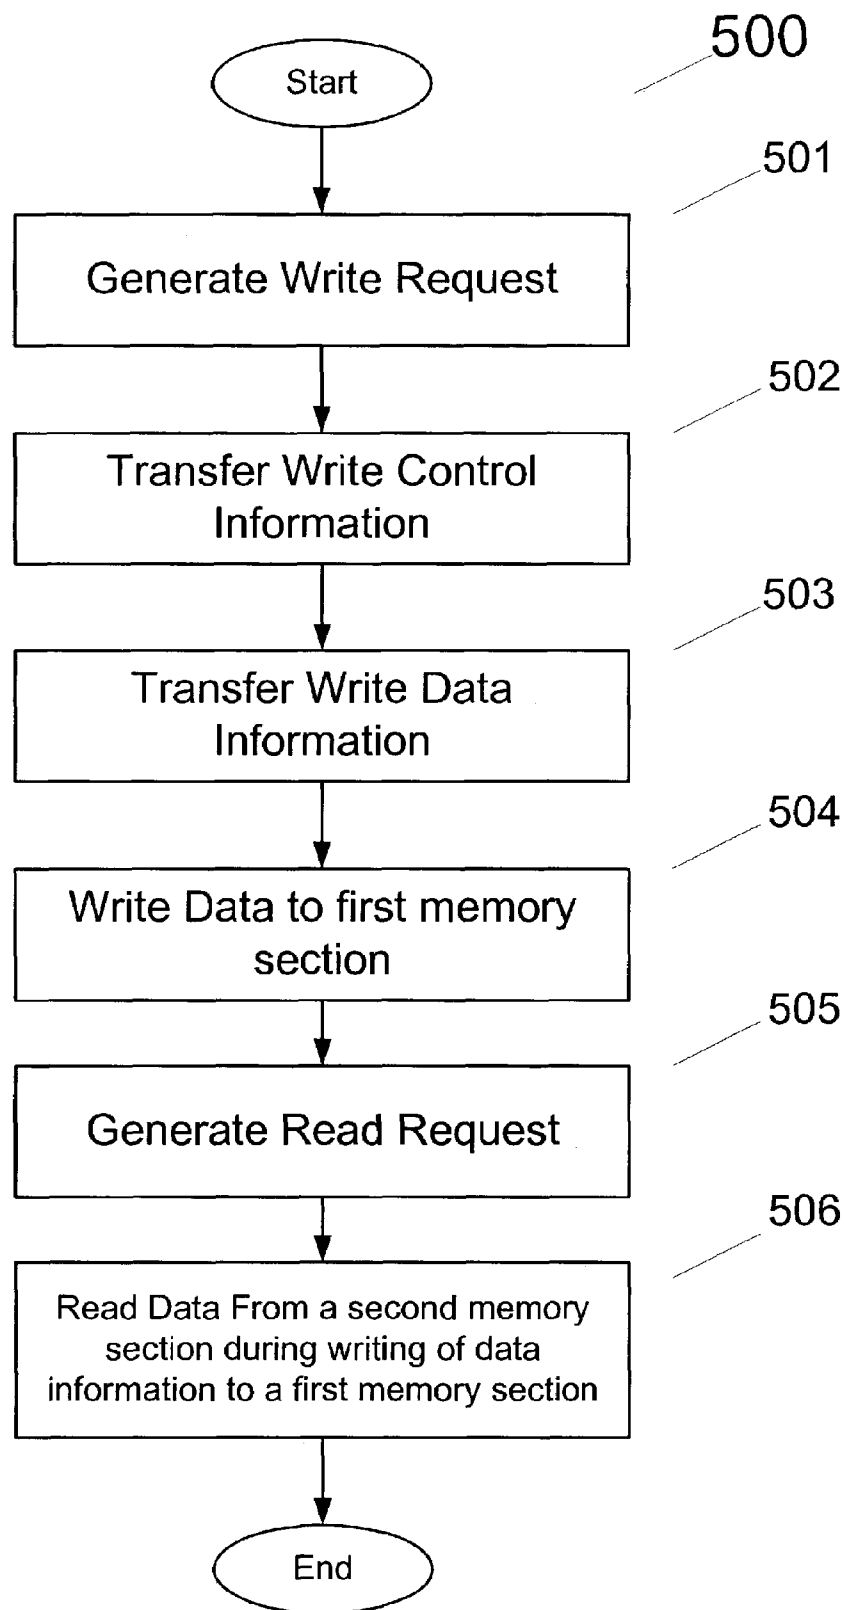 500
Start
501
Generate Write Request
502
Transfer Write Control
Information
503
Transfer Write Data
Information
504
Write Data to first memory
section
505
Generate Read Request
506
Read Data From a second memory
section during writing of data
information to a first memory section
End